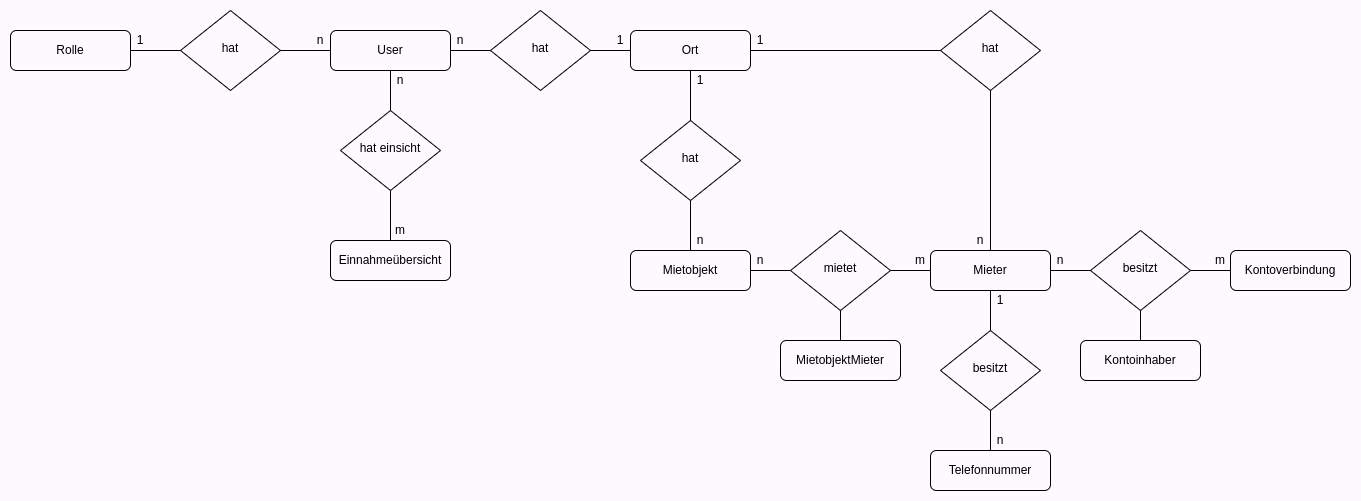 Rolle
1
hat
n
User
n
hat
1
Ort
1
hat
n
1
hat einsicht
hat
m
n
n
Einnahmeübersicht
Mietobjekt
n
mietet
m
Mieter
n
besitzt
m
Kontoverbindung
1
MietobjektMieter
besitzt
Kontoinhaber
n
Telefonnummer